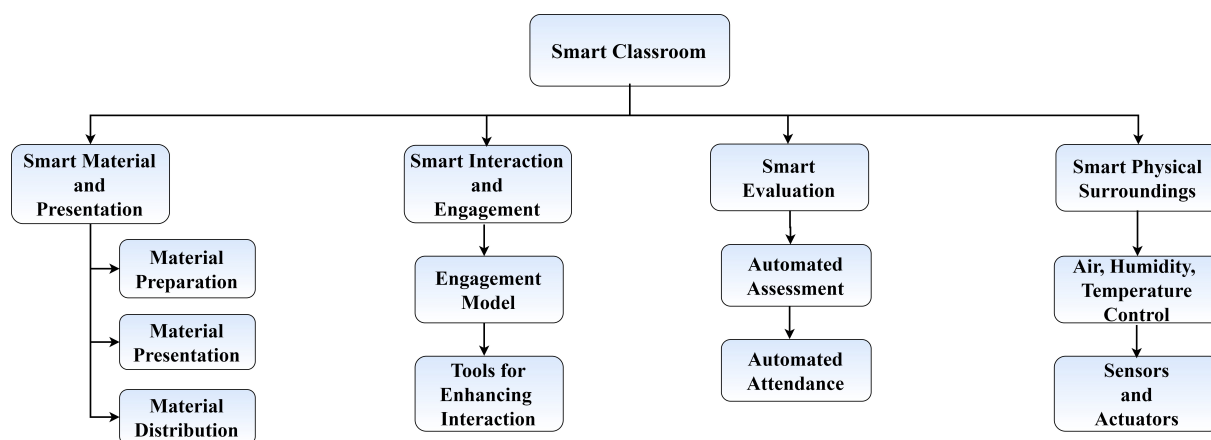 Smart Classroom
Smart Material
and
Presentation
Material
Preparation
Material
Presentation
Material
Distribution
Smart Interaction
and
Engagement
Engagement
Model
Tools for
Enhancing
Interaction
Smart
Evaluation
Automated
Assessment
Automated
Attendance
Smart Physical
Surroundings
Air, Humidity,
Temperature
Control
Sensors
and
Actuators